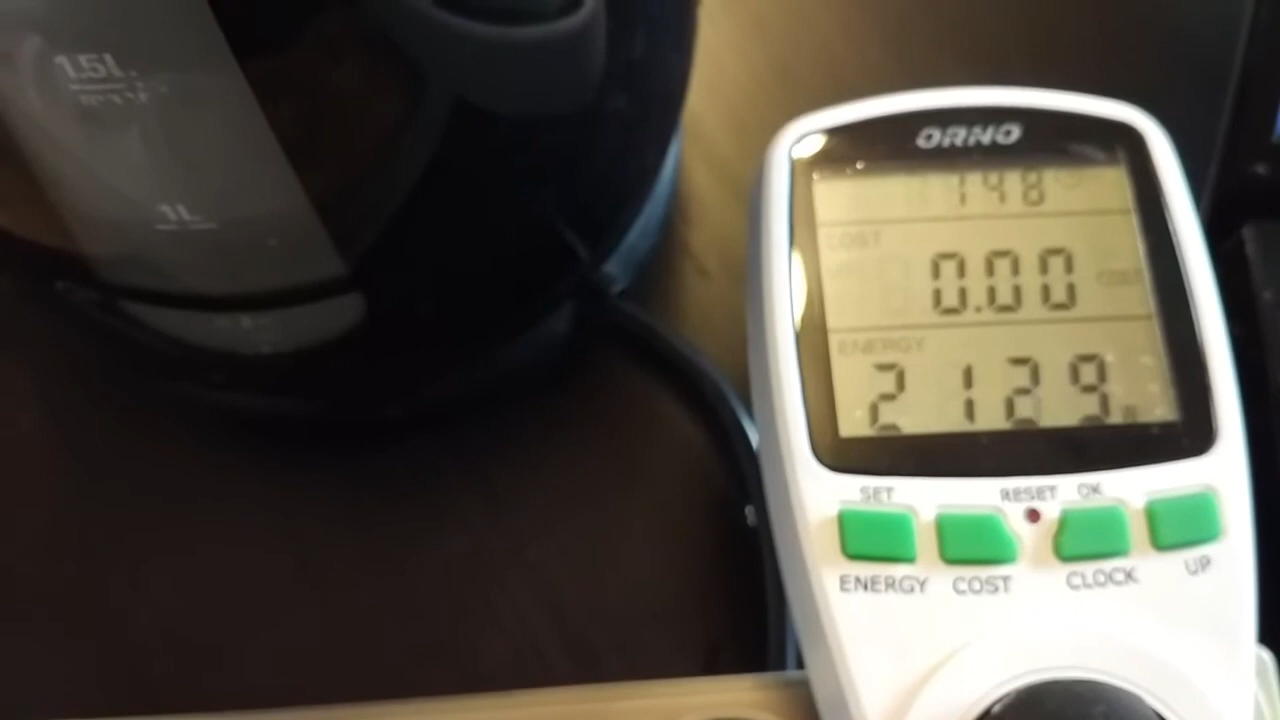 1.5L
1L
ORNO
148
COST
0.00
ENERGY
2129
SET RESET OK
ENERGY COST CLOCK UP